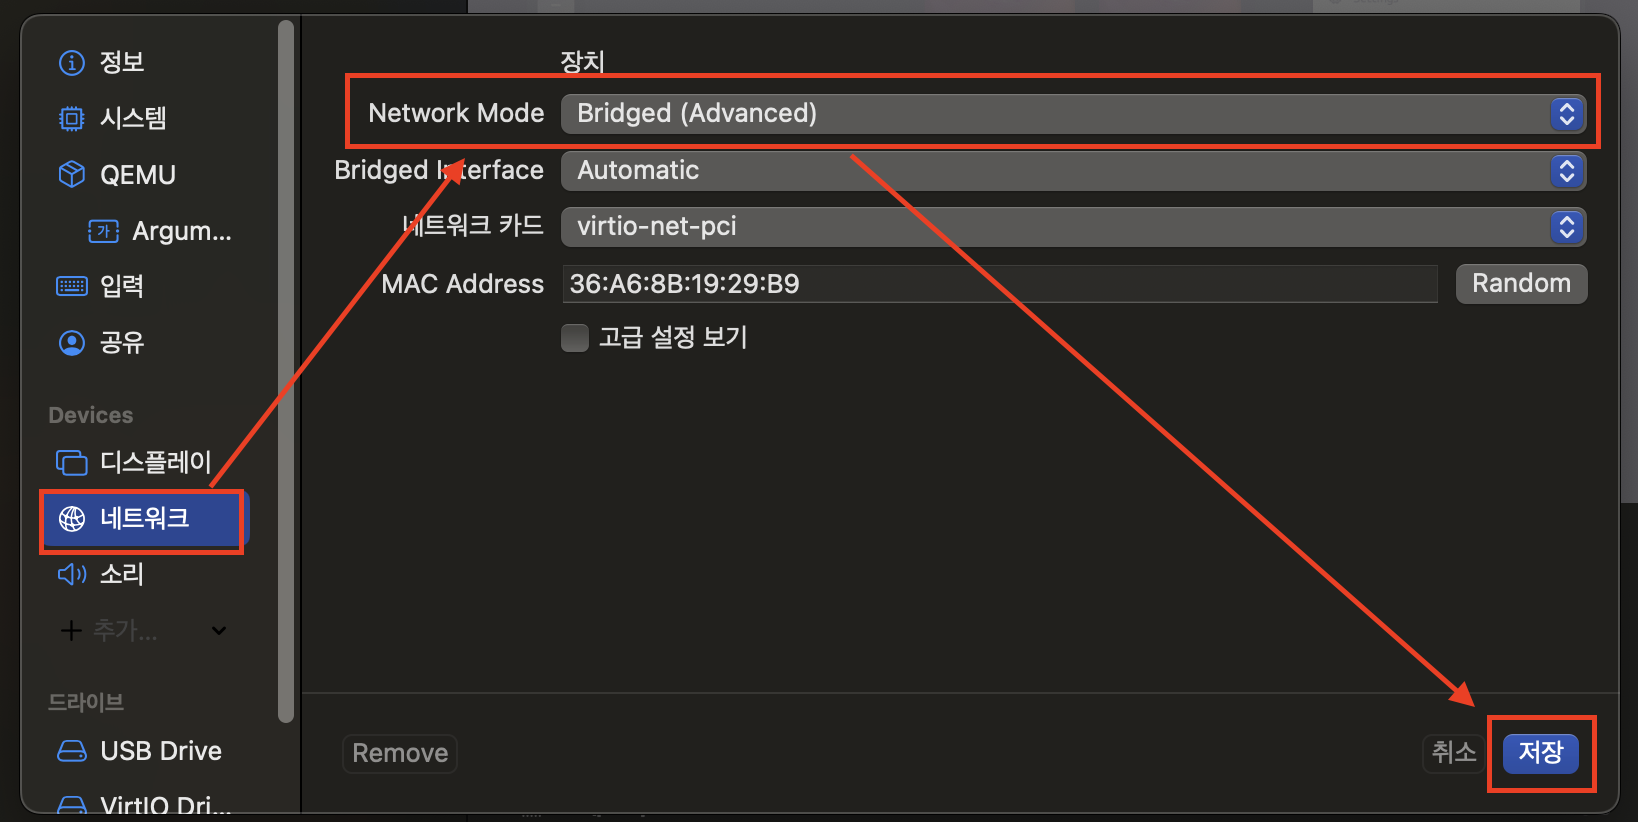 정보
시스템
QEMU
가 Argum...
입력
공유
Devices
디스플레이
네트워크
소리
추가...
드라이브
USB Drive
VirtIO Dri...
장치
Network Mode Bridged (Advanced)
Bridged Interface Automatic
네트워크 카드 virtio-net-pci
MAC Address 36:A6:8B:19:29:B9 Random
고급 설정 보기
Remove 취소 저장